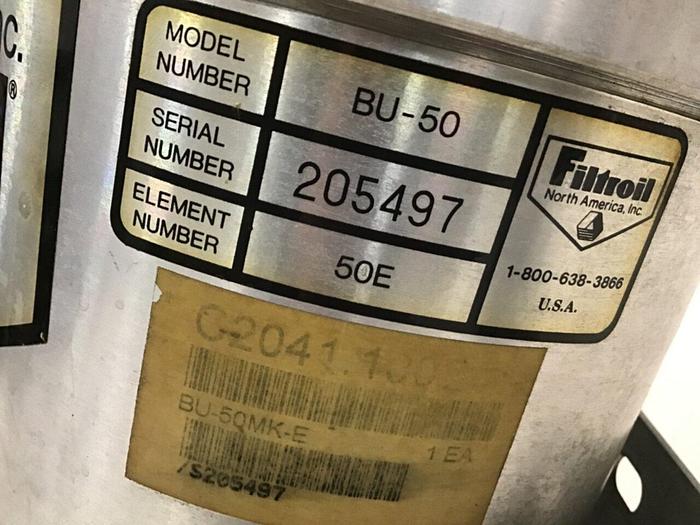 C.
®
MODEL NUMBER
BU-50
SERIAL NUMBER
205497
ELEMENT NUMBER
50E
Filtroil
North America, Inc.
1-800-638-3866
U.S.A.
BU-50MK-E
1 EA
/S205497